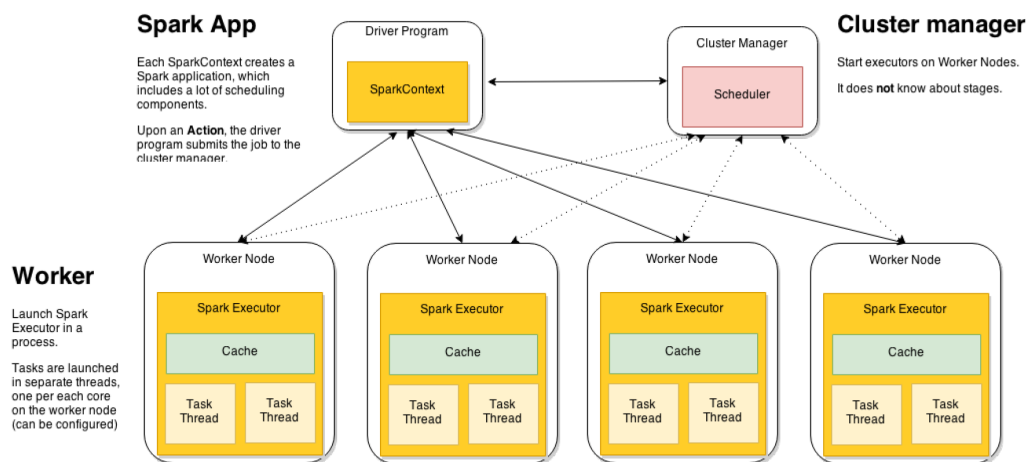 Spark App
Each SparkContext creates a
Spark application, which
includes a lot of scheduling
components.
Upon an Action, the driver
program submits the job to the
cluster manager.
Driver Program
SparkContext
Cluster Manager
Scheduler
Cluster manager
Start executors on Worker Nodes.
It does not know about stages.
Worker
Launch Spark
Executor in a
process.
Tasks are launched
in separate threads,
one per each core
on the worker node
(can be configured)
Worker Node
Spark Executor
Cache
Task
Thread
Task
Thread
Worker Node
Spark Executor
Cache
Task
Thread
Task
Thread
Worker Node
Spark Executor
Cache
Task
Thread
Task
Thread
Worker Node
Spark Executor
Cache
Task
Thread
Task
Thread